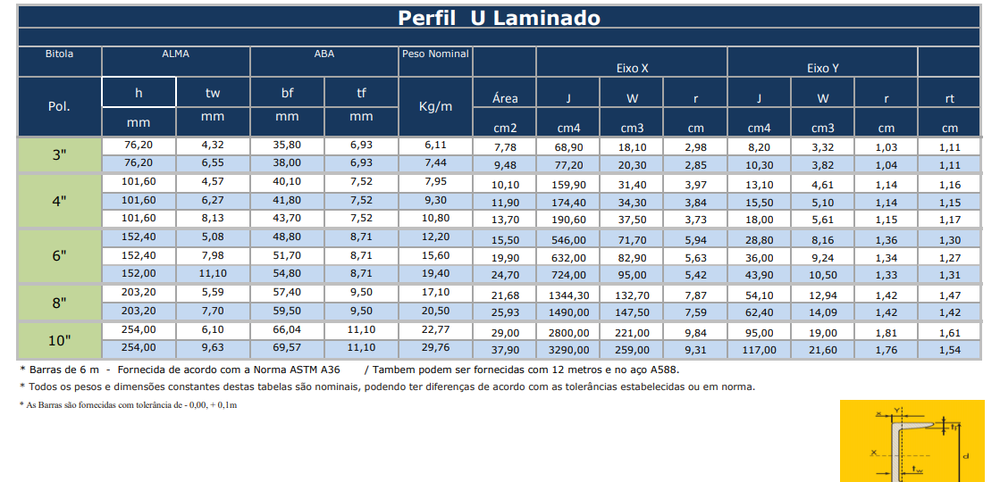 Perfil U Laminado
Bitola ALMA ABA Peso Nominal
Eixo X Eixo Y
Pol. h tw bf tf Kg/m Área J W r J W r rt
mm mm mm mm cm2 cm4 cm3 cm cm4 cm3 cm cm
3" 76,20 4,32 35,80 6,93 6,11 7,78 68,90 18,10 2,98 8,20 3,32 1,03 1,11
76,20 6,55 38,00 6,93 7,44 9,48 77,20 20,30 2,85 10,30 3,82 1,04 1,11
4" 101,60 4,57 40,10 7,52 7,95 10,10 159,90 31,40 3,97 13,10 4,61 1,14 1,16
101,60 6,27 41,80 7,52 9,30 11,90 174,40 34,30 3,84 15,50 5,10 1,14 1,15
101,60 8,13 43,70 7,52 10,80 13,70 190,60 37,50 3,73 18,00 5,61 1,15 1,17
6" 152,40 5,08 48,80 8,71 12,20 15,50 546,00 71,70 5,94 28,80 8,16 1,36 1,30
152,40 7,98 51,70 8,71 15,60 19,90 632,00 82,90 5,63 36,00 9,24 1,34 1,27
152,00 11,10 54,80 8,71 19,40 24,70 724,00 95,00 5,42 43,90 10,50 1,33 1,31
8" 203,20 5,59 57,40 9,50 17,10 21,68 1344,30 132,70 7,87 54,10 12,94 1,42 1,47
203,20 7,70 59,50 9,50 20,50 25,93 1490,00 147,50 7,59 62,40 14,09 1,42 1,42
10" 254,00 6,10 66,04 11,10 22,77 29,00 2800,00 221,00 9,84 95,00 19,00 1,81 1,61
254,00 9,63 69,57 11,10 29,76 37,90 3290,00 259,00 9,31 117,00 21,60 1,76 1,54
* Barras de 6 m - Fornecida de acordo com a Norma ASTM A36 / Tambem podem ser fornecidas com 12 metros e no aço A588.
* Todos os pesos e dimensões constantes destas tabelas são nominais, podendo ter diferenças de acordo com as tolerâncias estabelecidas ou em norma.
* As Barras são fornecidas com tolerância de - 0,00, + 0,1m
x Y
tf
X d
tw